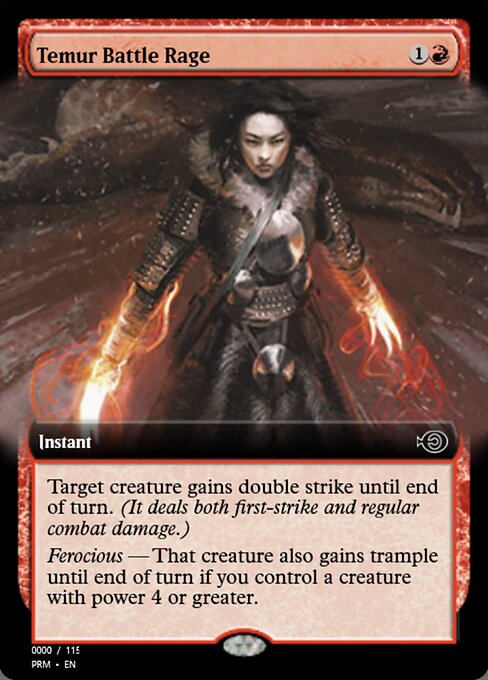 Temur Battle Rage 1
Instant
Target creature gains double strike until end
of turn. (It deals both first-strike and regular
combat damage.)
Ferocious — That creature also gains trample
until end of turn if you control a creature
with power 4 or greater.
0000 / 115
PRM • EN